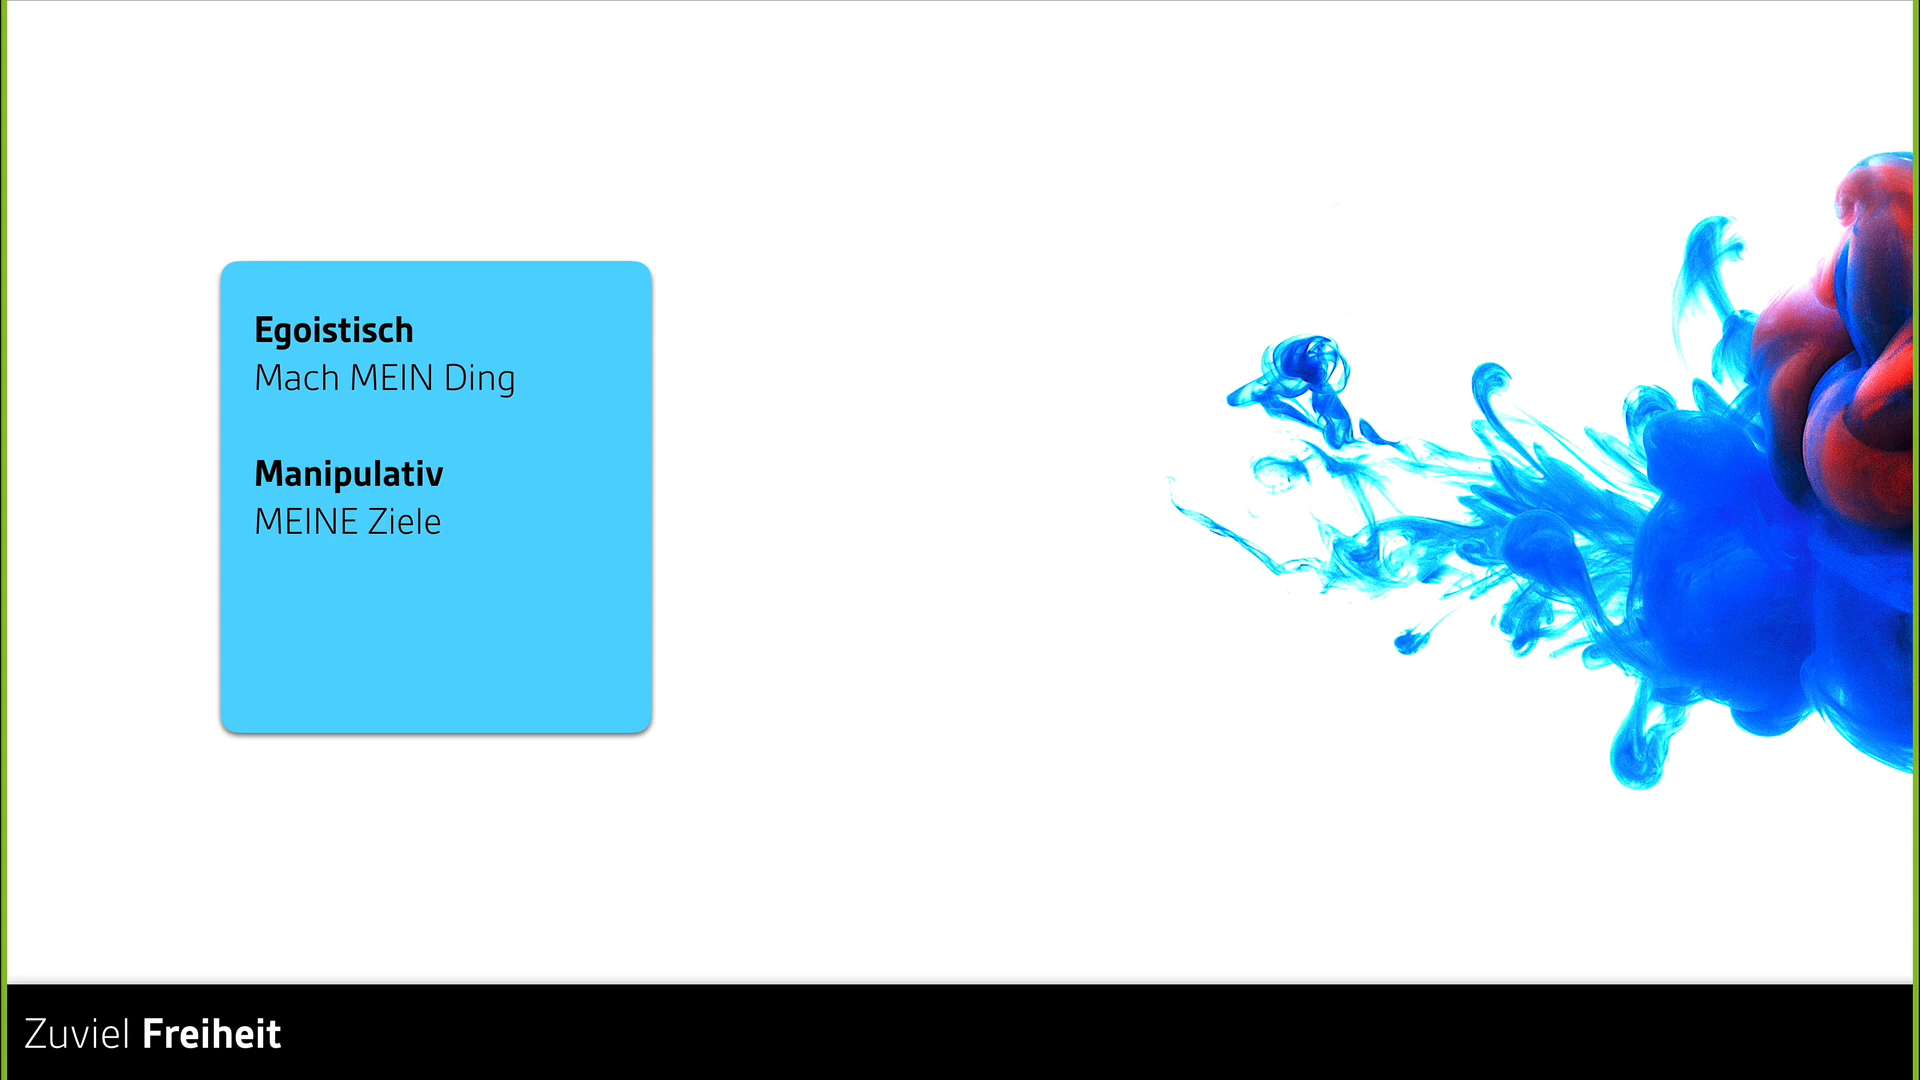 Egoistisch
Mach MEIN Ding
Manipulativ
MEINE Ziele
Zuviel Freiheit